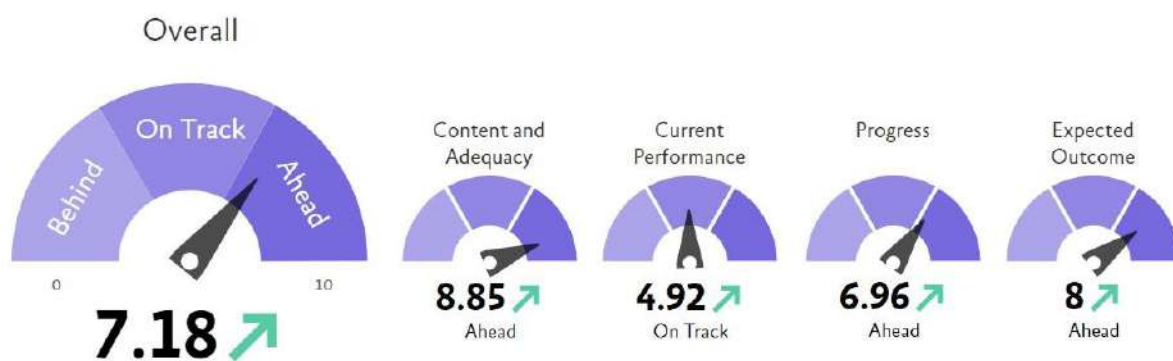 Overall
Behind
On Track
Ahead
0
10
7.18
Content and
Adequacy
8.85
Ahead
Current
Performance
4.92
On Track
Progress
6.96
Ahead
Expected
Outcome
8
Ahead